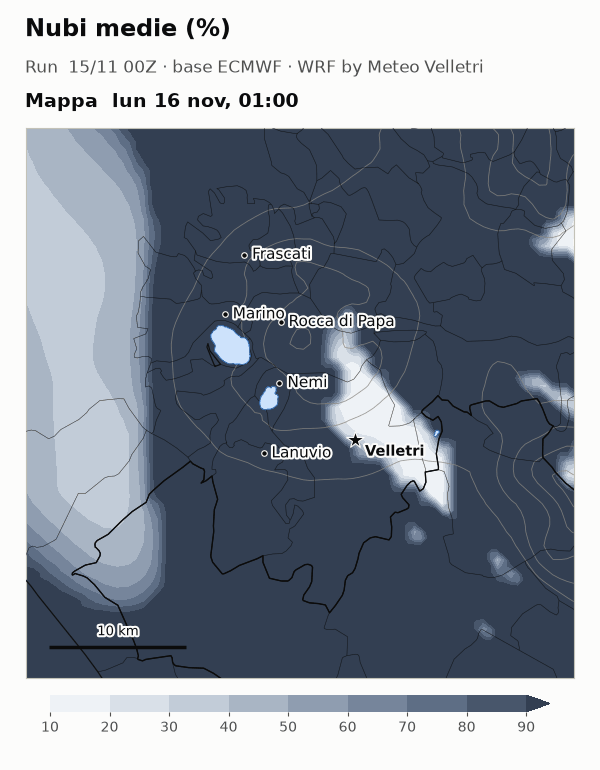 Nubi medie (%)
Run  15/11 00Z · base ECMWF · WRF by Meteo Velletri
Mappa  lun 16 nov, 01:00
Frascati
Marino
Rocca di Papa
Nemi
Velletri
Lanuvio
10 km
10 20 30 40 50 60 70 80 90